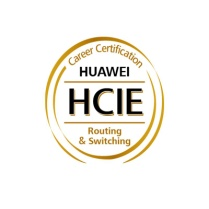 Career Certification
HUAWEI
HCIE
Routing
& Switching